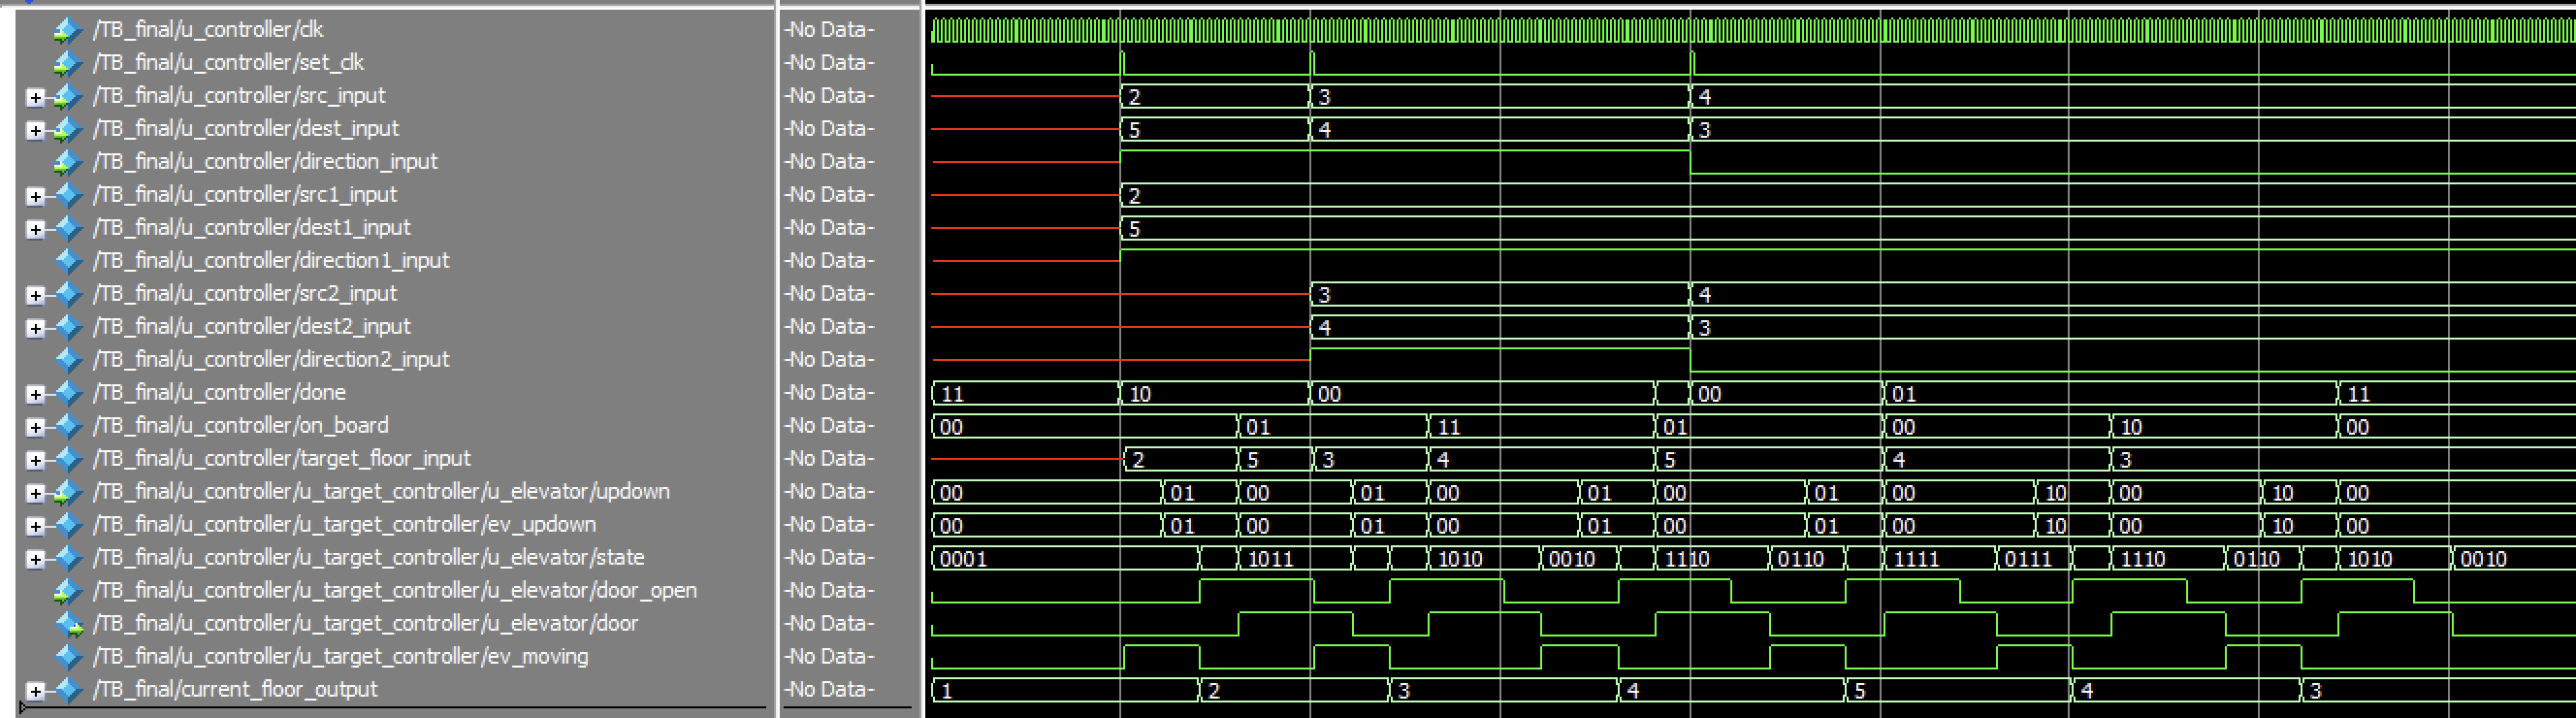 /TB_final/u_controller/clk -No Data-
/TB_final/u_controller/set_clk -No Data-
/TB_final/u_controller/src_input -No Data- 2 3 4
/TB_final/u_controller/dest_input -No Data- 5 4 3
/TB_final/u_controller/direction_input -No Data-
/TB_final/u_controller/src1_input -No Data- 2
/TB_final/u_controller/dest1_input -No Data- 5
/TB_final/u_controller/direction1_input -No Data-
/TB_final/u_controller/src2_input -No Data- 3 4
/TB_final/u_controller/dest2_input -No Data- 4 3
/TB_final/u_controller/direction2_input -No Data-
/TB_final/u_controller/done -No Data- 11 10 00 00 01 11
/TB_final/u_controller/on_board -No Data- 00 01 11 01 00 10 00
/TB_final/u_controller/target_floor_input -No Data- 2 5 3 4 5 4 3
/TB_final/u_controller/u_target_controller/u_elevator/updown -No Data- 00 01 00 01 00 01 00 01 00 10 00 10 00
/TB_final/u_controller/u_target_controller/ev_updown -No Data- 00 01 00 01 00 01 00 01 00 10 00 10 00
/TB_final/u_controller/u_target_controller/u_elevator/state -No Data- 0001 1011 1010 0010 1110 0110 1111 0111 1110 0110 1010 0010
/TB_final/u_controller/u_target_controller/u_elevator/door_open -No Data-
/TB_final/u_controller/u_target_controller/u_elevator/door -No Data-
/TB_final/u_controller/u_target_controller/ev_moving -No Data-
/TB_final/current_floor_output -No Data- 1 2 3 4 5 4 3